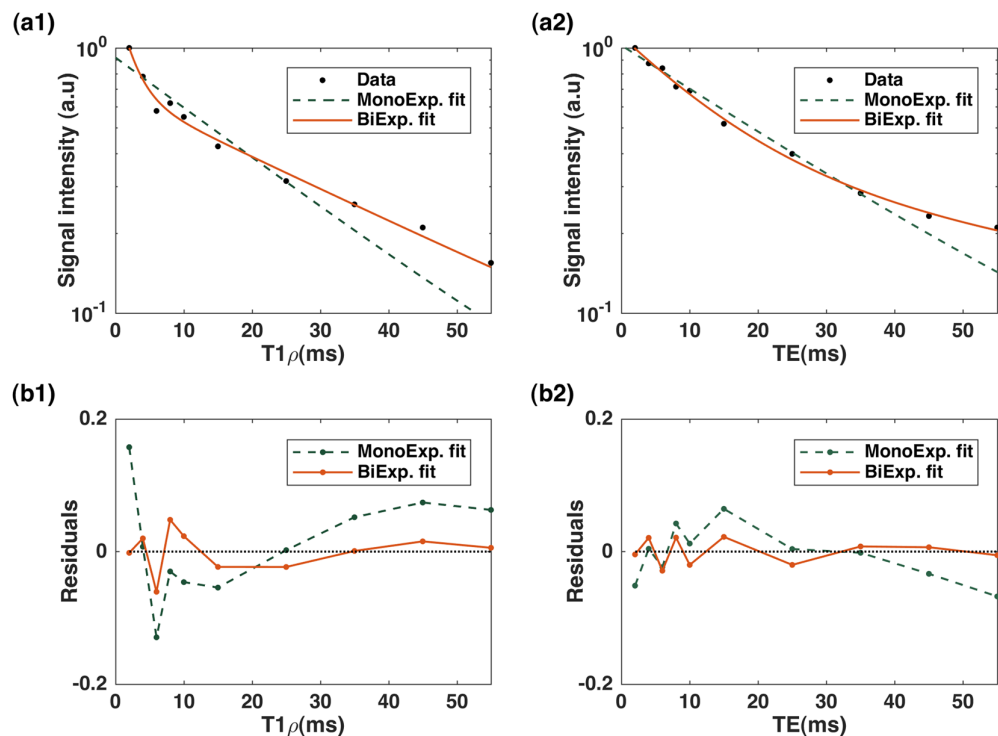 (a1)
10^0
Data
MonoExp. fit
BiExp. fit
Signal intensity (a.u)
10^-1
0 10 20 30 40 50
T1ρ(ms)
(a2)
10^0
Data
MonoExp. fit
BiExp. fit
Signal intensity (a.u)
10^-1
0 10 20 30 40 50
TE(ms)
(b1)
0.2
MonoExp. fit
BiExp. fit
Residuals
0
-0.2
0 10 20 30 40 50
T1ρ(ms)
(b2)
0.2
MonoExp. fit
BiExp. fit
Residuals
0
-0.2
0 10 20 30 40 50
TE(ms)